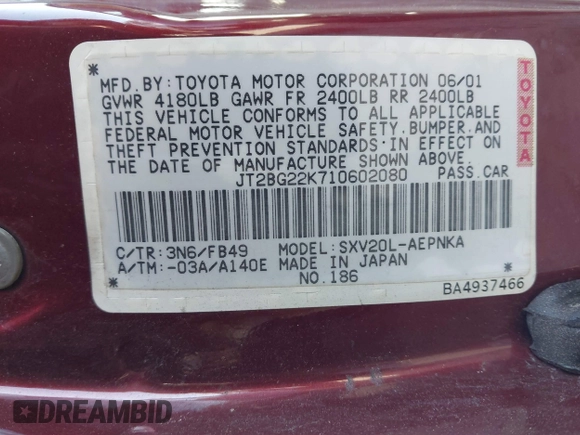 MFD. BY: TOYOTA MOTOR CORPORATION 06/01
GVWR 4180LB GAWR FR 2400LB RR 2400LB
THIS VEHICLE CONFORMS TO ALL APPLICABLE
FEDERAL MOTOR VEHICLE SAFETY, BUMPER, AND
THEFT PREVENTION STANDARDS IN EFFECT ON
THE DATE OF MANUFACTURE SHOWN ABOVE.
JT2BG22K710602080 PASS. CAR
TOYOTA
C/TR: 3N6/FB49 MODEL: SXV20L-AEPNKA
A/TM: -03A/A140E MADE IN JAPAN
NO. 186
BA4937466
DREAMBID